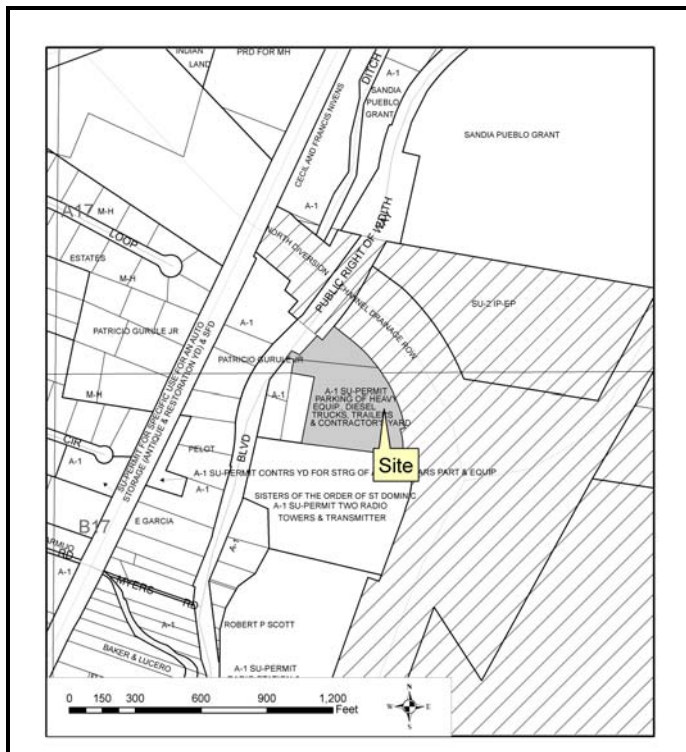 INDIAN
LAND
PRD FOR MH
DITCH
A-1
SANDIA
PUEBLO
GRANT
SANDIA PUEBLO GRANT
CECIL AND FRANCIS NIVENS
A-1
A17
M-H
LOOP
ESTATES
M-H
NORTH DIVERSION
PUBLIC RIGHT OF WAY
CHANNEL DRAINAGE ROW
SU-2 IP-EP
A-1
PATRICIO GURULE JR
PATRICIO GURULE JR
SU-PERMIT FOR SPECIFIC USE FOR AN AUTO
STORAGE (ANTIQUE & RESTORATION YD) & SFD
M-H
A-1
A-1 SU-PERMIT
PARKING OF HEAVY
EQUIP, DIESEL
TRUCKS, TRAILERS
& CONTRACTOR'S YARD
Site
CIR
A-1
PELOT
BLVD
A-1 SU-PERMIT CONTRS YD FOR STRG OF
PART & EQUIP
A-1
SISTERS OF THE ORDER OF ST DOMINIC
A-1 SU-PERMIT TWO RADIO
TOWERS & TRANSMITTER
B17
E GARCIA
A-1
RD
A-1
MYERS
RD
A-1
ROBERT P SCOTT
BAKER & LUCERO
A-1 SU-PERMIT
0 150 300 600 900 1,200
Feet
N
W E
S